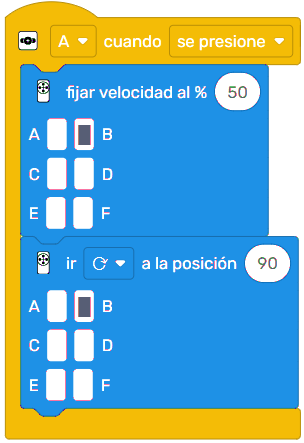 A cuando se presione
fijar velocidad al % 50
A B
C D
E F
ir a la posición 90
A B
C D
E F